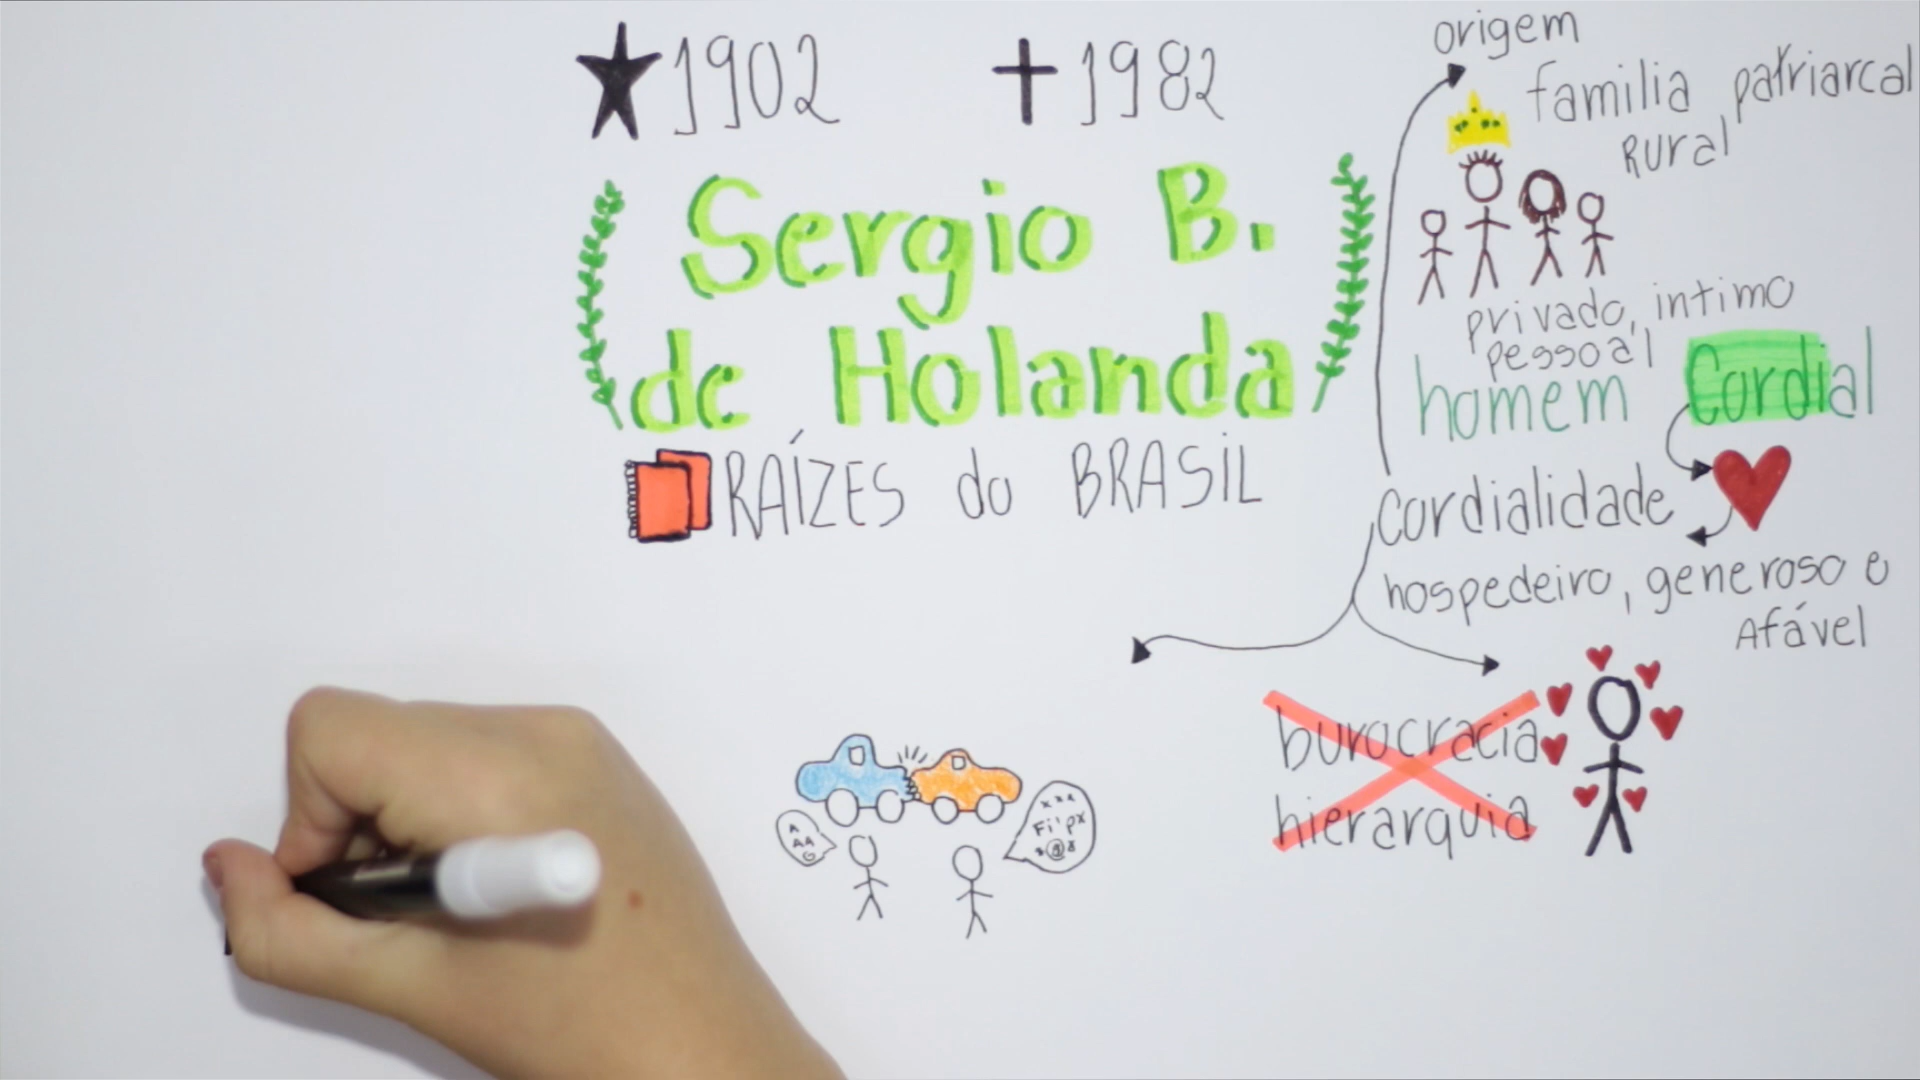 1902
1982
Sergio B.
de Holanda
RAÍZES do BRASIL
origem
familia patriarcal
Rural
privado, intimo
pessoal
homem Cordial
Cordialidade
hospedeiro, generoso e
Afável
burocracia
hierarquia
A
AA
G